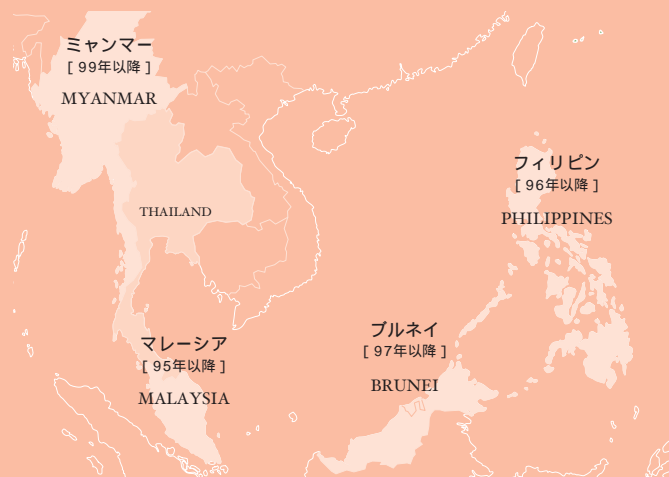 ミャンマー
[ 99年以降 ]
MYANMAR
フィリピン
[ 96年以降 ]
PHILIPPINES
THAILAND
マレーシア
[ 95年以降 ]
MALAYSIA
ブルネイ
[ 97年以降 ]
BRUNEI